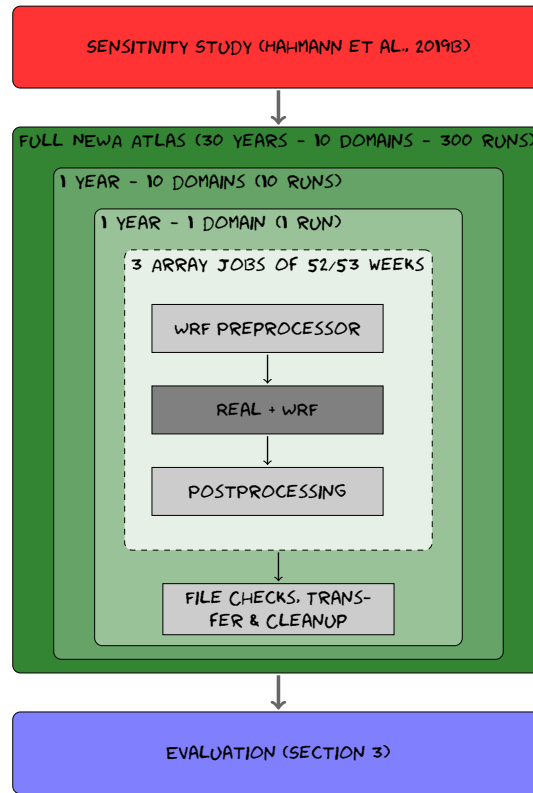 SENSITIVITY STUDY (HAHMANN ET AL., 2019B)
FULL NEWA ATLAS (30 YEARS - 10 DOMAINS - 300 RUNS)
1 YEAR - 10 DOMAINS (10 RUNS)
1 YEAR - 1 DOMAIN (1 RUN)
3 ARRAY JOBS OF 52/53 WEEKS
WRF PREPROCESSOR
REAL + WRF
POSTPROCESSING
FILE CHECKS, TRANS-
FER & CLEANUP
EVALUATION (SECTION 3)